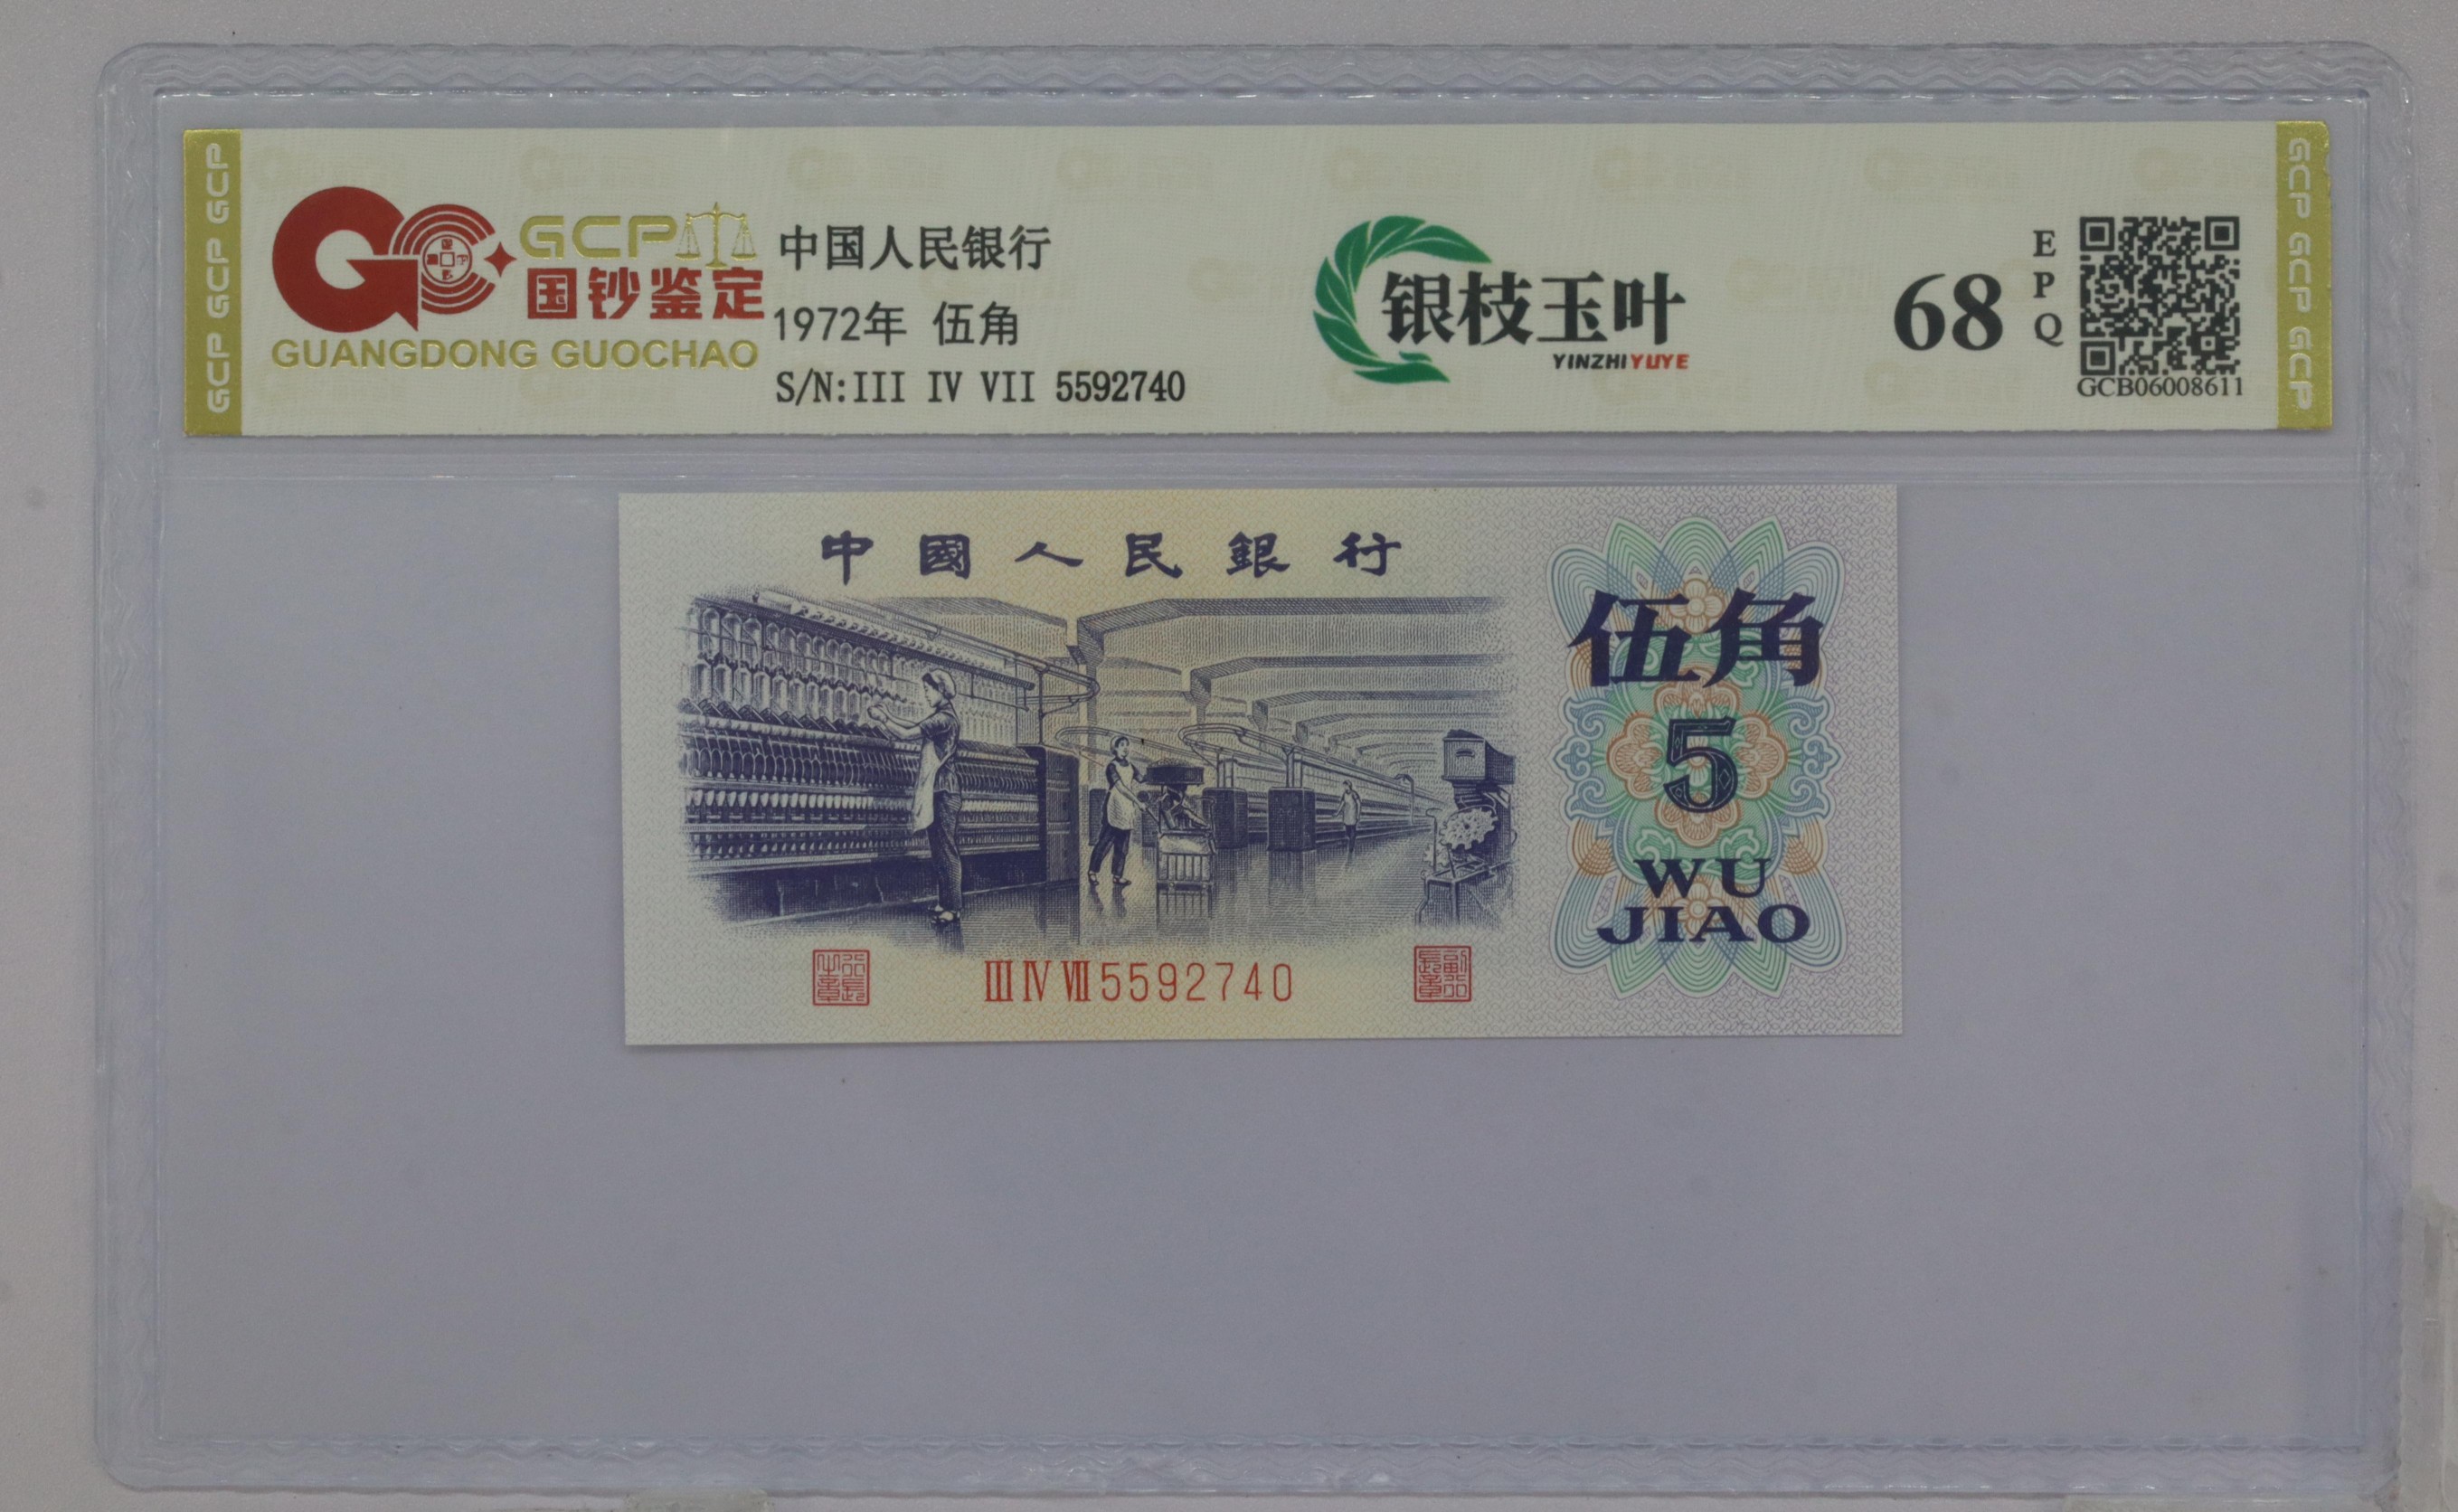 GCP GCP GCP
GCP
国钞鉴定
GUANGDONG GUOCHAO
中国人民银行
1972年 伍角
S/N:III IV VII 5592740
银枝玉叶
YINZHIYUYE
68
EPQ
GCB06008611
GCP GCP GCP
中國人民銀行
伍角
5
WU
JIAO
III IV VII 5592740